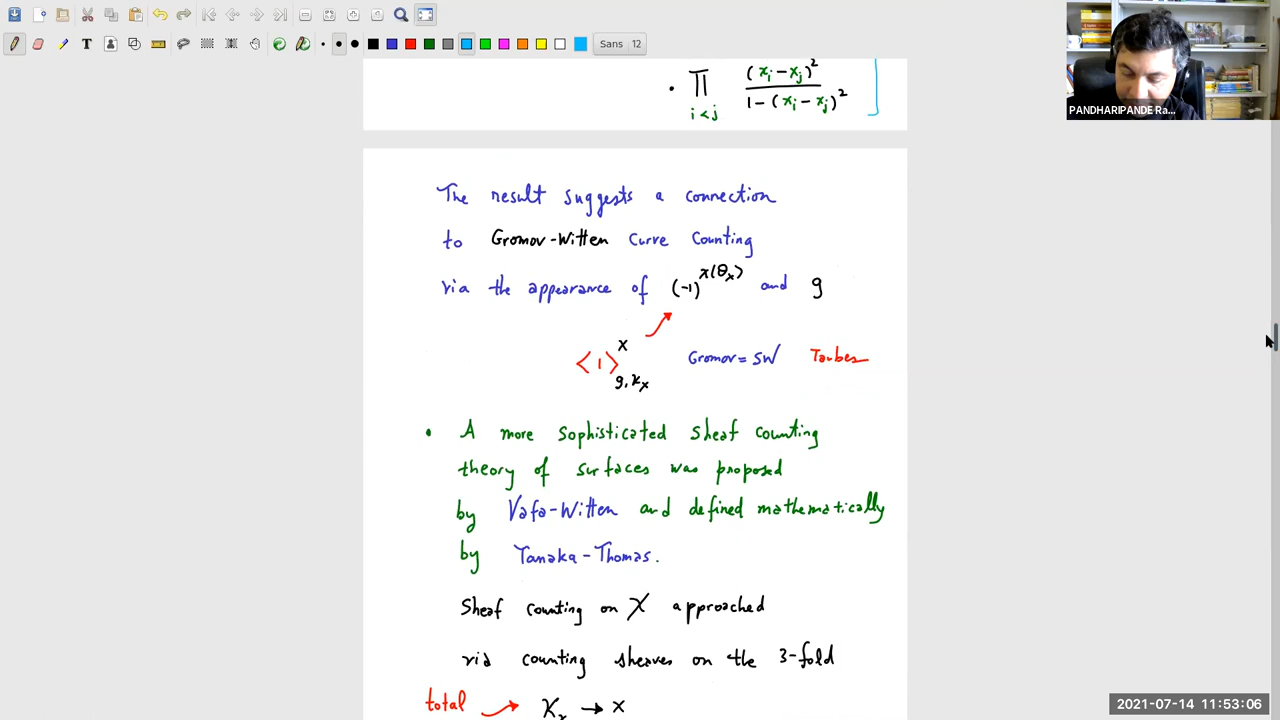 Sans 12
PANDHARIPANDE Ra...
• ∏ i<j (x_i - x_j)^2 / 1 - (x_i - x_j)^2
The result suggests a connection
to Gromov-Witten curve counting
via the appearance of (-1)^{χ(O_X)} and g
<1>^X_{g,K_X} Gromov = SW Taubes
• A more sophisticated sheaf counting
theory of surfaces was proposed
by Vafa-Witten and defined mathematically
by Tanaka-Thomas.
Sheaf counting on X approached
via counting sheaves on the 3-fold
total → K_X → X
2021-07-14 11:53:06